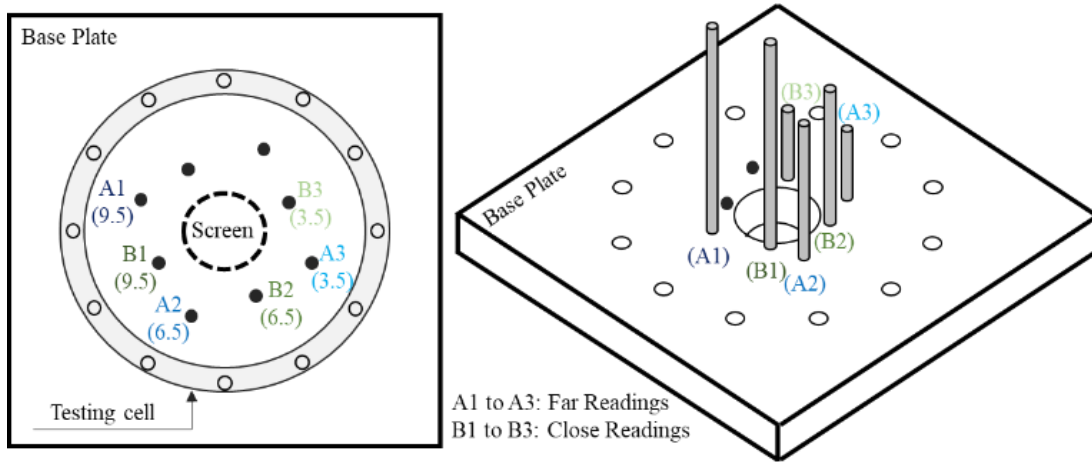 Base Plate
A1
(9.5)
B3
(3.5)
Screen
B1
(9.5)
A3
(3.5)
B2
(6.5)
A2
(6.5)
Testing cell
(B3)
(A3)
Base Plate
(A1)
(B1)
(B2)
(A2)
A1 to A3: Far Readings
B1 to B3: Close Readings